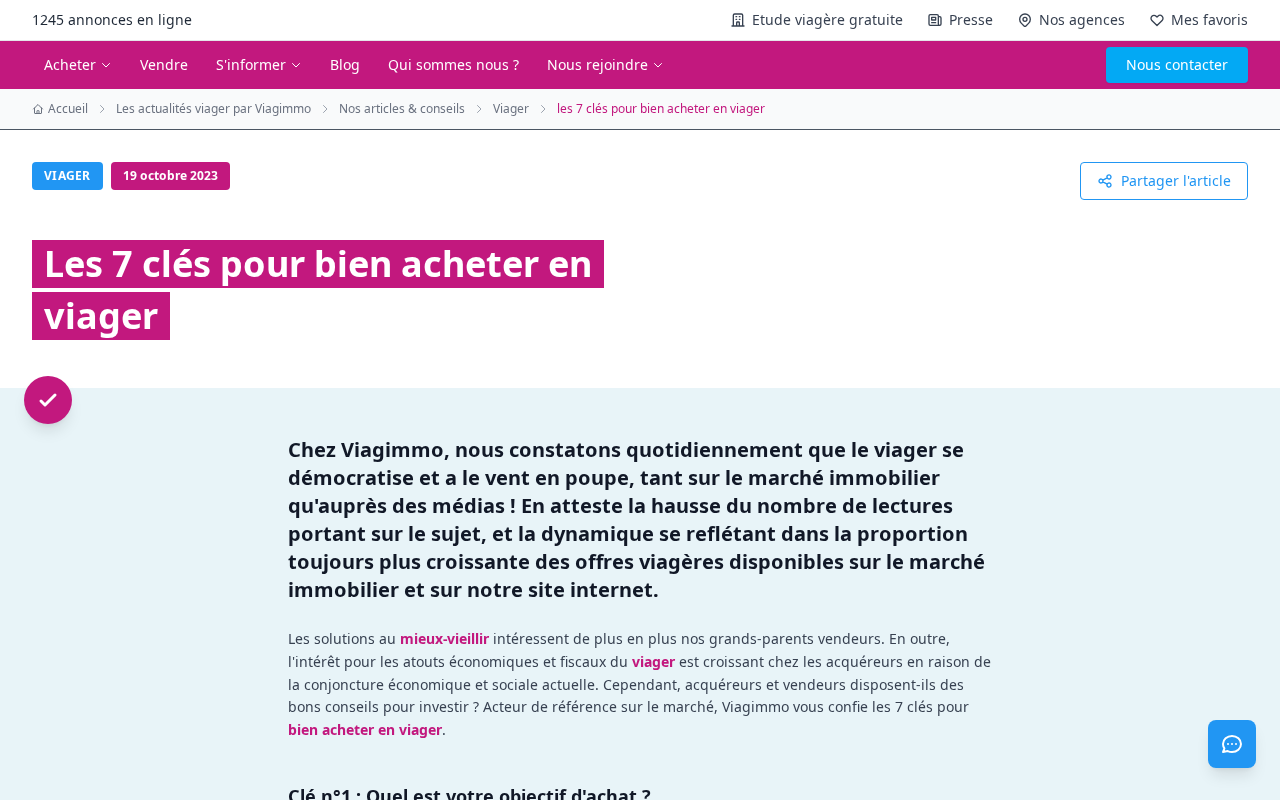 1245 annonces en ligne
Etude viagère gratuite
Presse
Nos agences
Mes favoris
Acheter
Vendre
S'informer
Blog
Qui sommes nous ?
Nous rejoindre
Nous contacter
Accueil
Les actualités viager par Viagimmo
Nos articles & conseils
Viager
les 7 clés pour bien acheter en viager
VIAGER
19 octobre 2023
Partager l'article
Les 7 clés pour bien acheter en
viager
Chez Viagimmo, nous constatons quotidiennement que le viager se
démocratise et a le vent en poupe, tant sur le marché immobilier
qu'auprès des médias ! En atteste la hausse du nombre de lectures
portant sur le sujet, et la dynamique se reflétant dans la proportion
toujours plus croissante des offres viagères disponibles sur le marché
immobilier et sur notre site internet.
Les solutions au mieux-vieillir intéressent de plus en plus nos grands-parents vendeurs. En outre,
l'intérêt pour les atouts économiques et fiscaux du viager est croissant chez les acquéreurs en raison de
la conjoncture économique et sociale actuelle. Cependant, acquéreurs et vendeurs disposent-ils des
bons conseils pour investir ? Acteur de référence sur le marché, Viagimmo vous confie les 7 clés pour
bien acheter en viager.
Clé n°1 : Quel est votre objectif d'achat ?